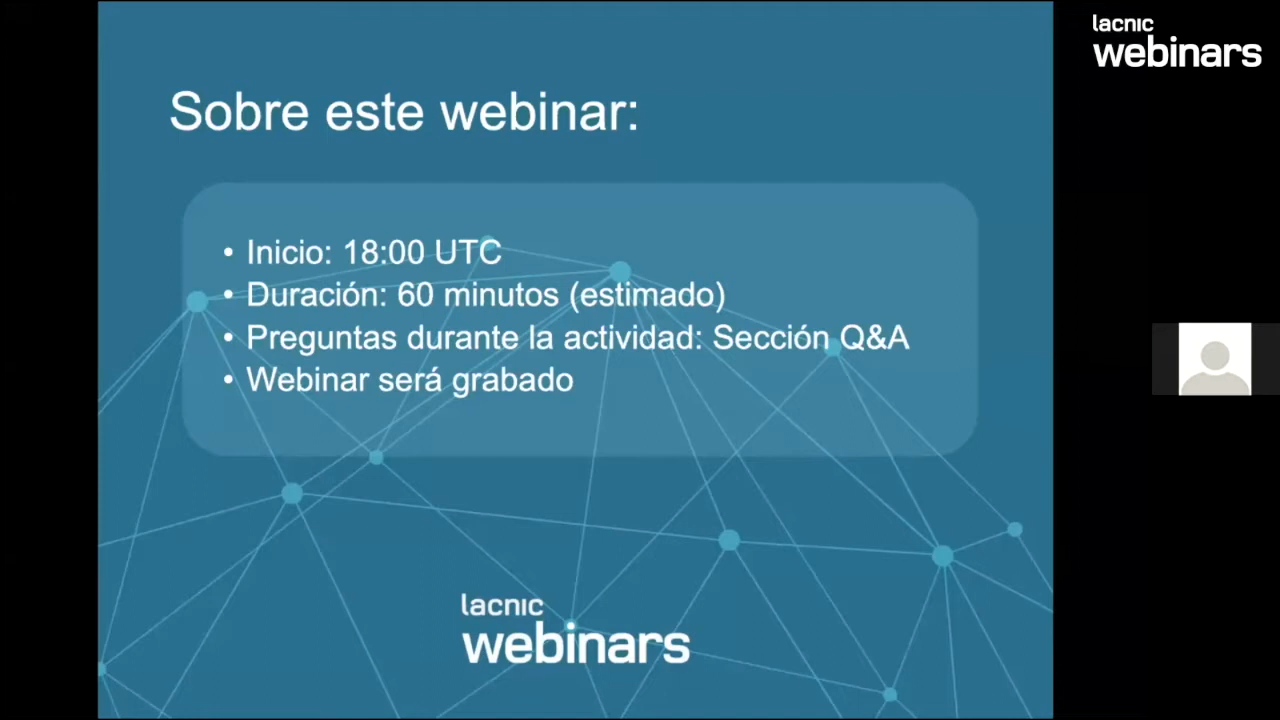 lacnic
webinars
Sobre este webinar:
• Inicio: 18:00 UTC
• Duración: 60 minutos (estimado)
• Preguntas durante la actividad: Sección Q&A
• Webinar será grabado
lacnic
webinars